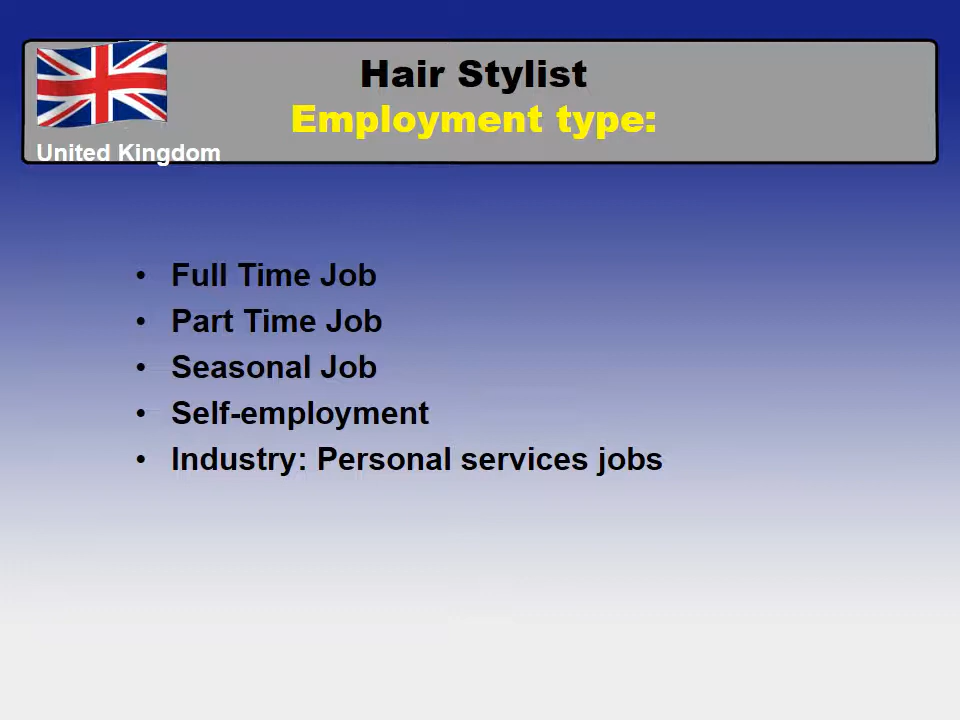 Hair Stylist
Employment type:
United Kingdom
• Full Time Job
• Part Time Job
• Seasonal Job
• Self-employment
• Industry: Personal services jobs